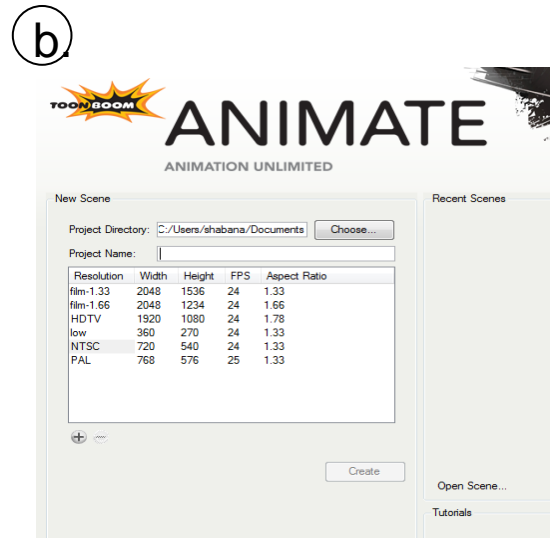 b.
TOON BOOM
ANIMATE
ANIMATION UNLIMITED
New Scene
Recent Scenes
Project Directory: C:/Users/shabana/Documents Choose...
Project Name:
Resolution Width Height FPS Aspect Ratio
film-1.33 2048 1536 24 1.33
film-1.66 2048 1234 24 1.66
HDTV 1920 1080 24 1.78
low 360 270 24 1.33
NTSC 720 540 24 1.33
PAL 768 576 25 1.33
Create
Open Scene...
Tutorials